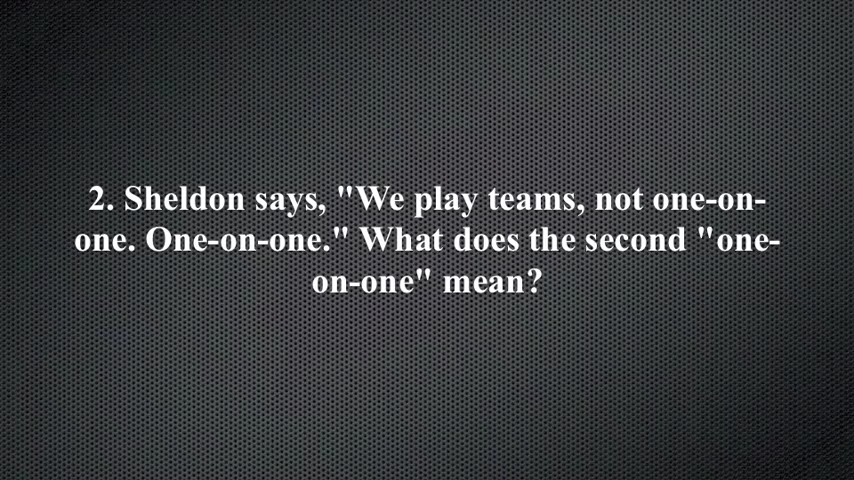 2. Sheldon says, "We play teams, not one-on-
one. One-on-one." What does the second "one-
on-one" mean?